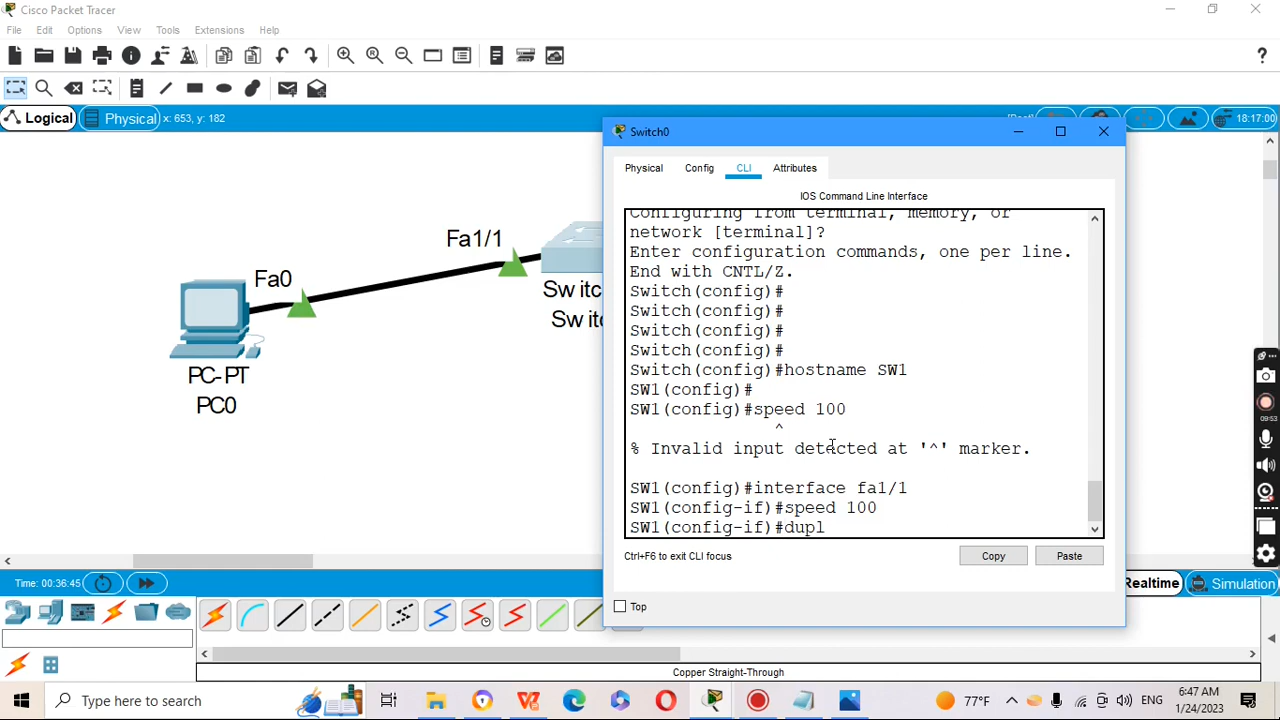 Cisco Packet Tracer
File Edit Options View Tools Extensions Help
Logical Physical x: 653, y: 182 18:17:00
Fa1/1
Fa0
PC-PT
PC0
Switch0
Physical Config CLI Attributes
IOS Command Line Interface
Configuring from terminal, memory, or
network [terminal]?
Enter configuration commands, one per line.
End with CNTL/Z.
Switch(config)#
Switch(config)#
Switch(config)#
Switch(config)#
Switch(config)#hostname SW1
SW1(config)#
SW1(config)#speed 100
^
% Invalid input detected at '^' marker.
SW1(config)#interface fa1/1
SW1(config-if)#speed 100
SW1(config-if)#dupl
Ctrl+F6 to exit CLI focus
Copy Paste
Top
Time: 00:36:45
Realtime Simulation
Copper Straight-Through
Type here to search
77°F ENG
6:47 AM
1/24/2023